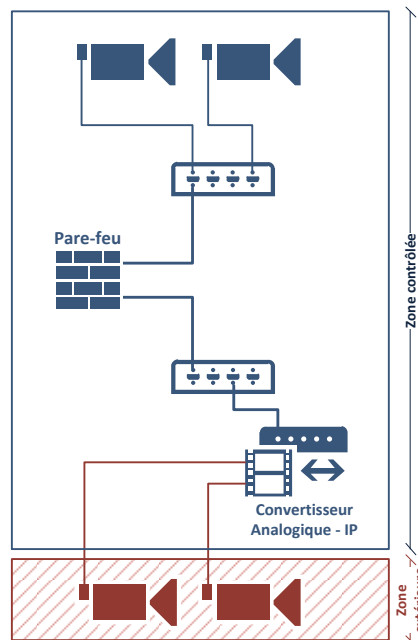 Pare-feu
Zone contrôlée
Convertisseur
Analogique - IP
Zone